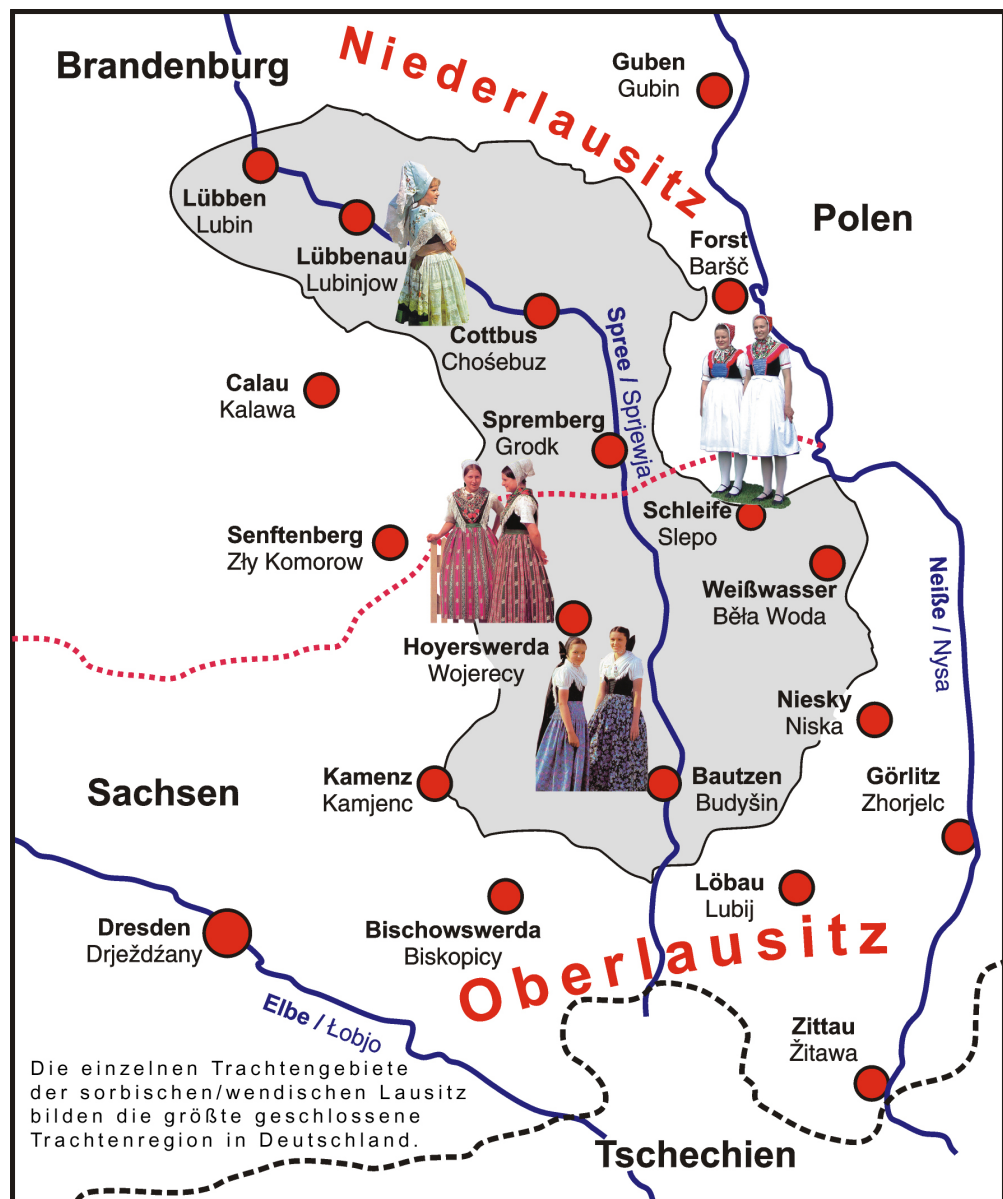 Brandenburg
Niederlausitz
Guben
Gubin
Lübben
Lubin
Lübbenau
Lubinjow
Polen
Forst
Baršč
Cottbus
Chośebuz
Spree / Sprjewja
Calau
Kalawa
Spremberg
Grodk
Senftenberg
Zły Komorow
Schleife
Slepo
Weißwasser
Běła Woda
Neiße / Nysa
Hoyerswerda
Wojerecy
Niesky
Niska
Sachsen
Kamenz
Kamjenc
Bautzen
Budyšin
Görlitz
Zhorjelc
Löbau
Lubij
Dresden
Drježdźany
Bischowswerda
Biskopicy
Oberlausitz
Elbe / Łobjo
Zittau
Žitawa
Die einzelnen Trachtengebiete
der sorbischen/wendischen Lausitz
bilden die größte geschlossene
Trachtenregion in Deutschland.
Tschechien